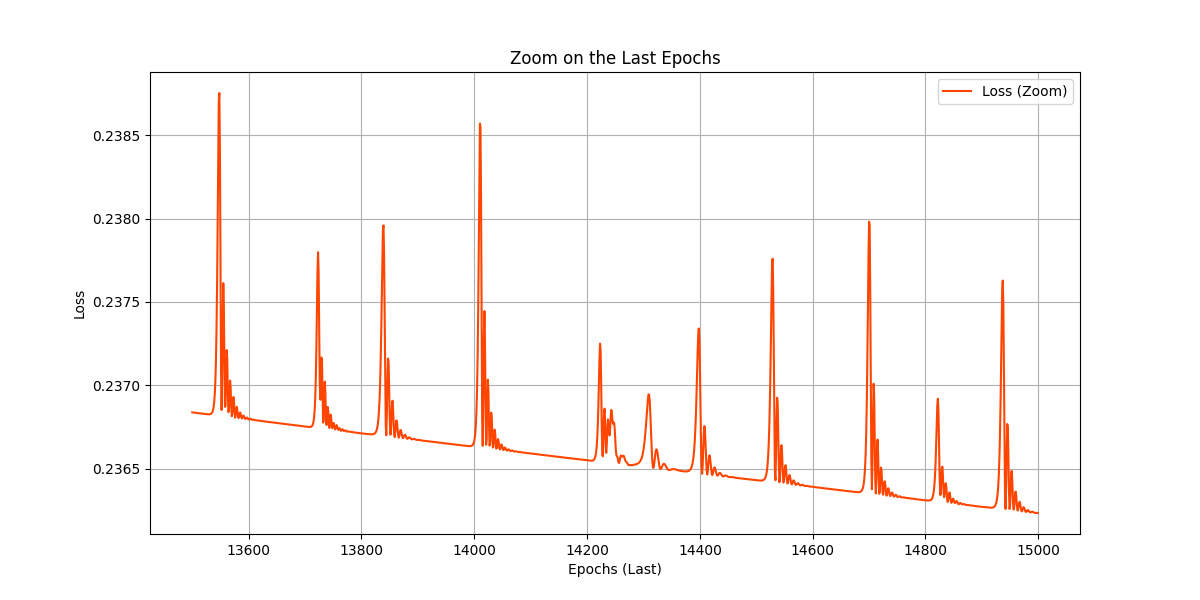 Zoom on the Last Epochs
Loss (Zoom)
Loss
0.2385
0.2380
0.2375
0.2370
0.2365
13600 13800 14000 14200 14400 14600 14800 15000
Epochs (Last)